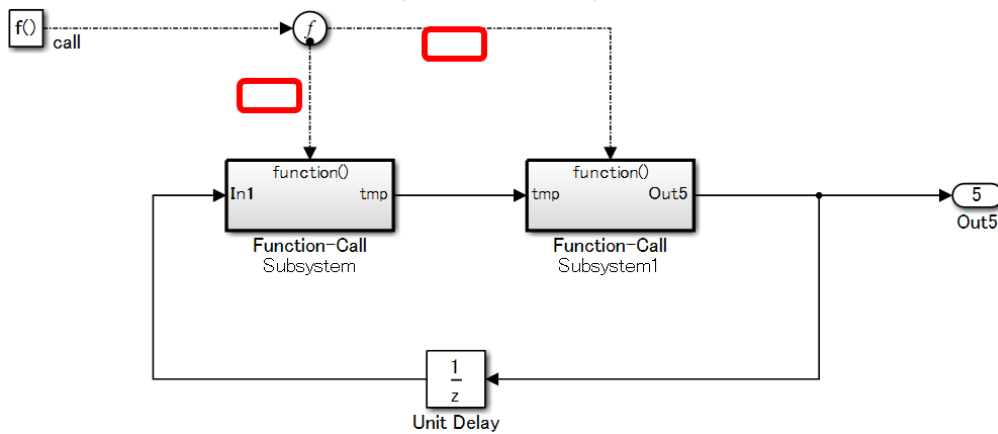 f()
call
f
function()
In1
tmp
Function-Call
Subsystem
function()
tmp
Out5
Function-Call
Subsystem1
5
Out5
1
z
Unit Delay